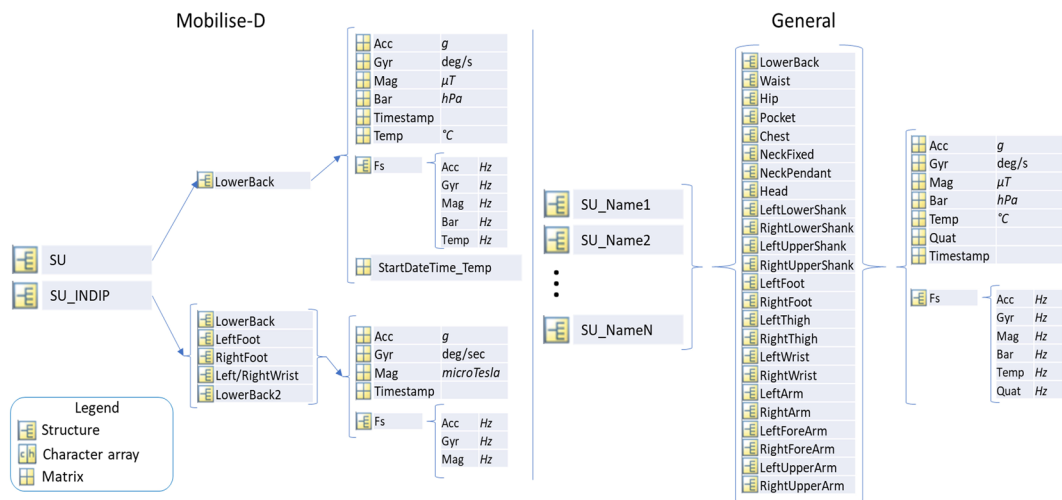 Mobilise-D
General
SU
SU_INDIP
LowerBack
Acc g
Gyr deg/s
Mag µT
Bar hPa
Timestamp
Temp °C
Fs
Acc Hz
Gyr Hz
Mag Hz
Bar Hz
Temp Hz
StartDateTime_Temp
LowerBack
LeftFoot
RightFoot
Left/RightWrist
LowerBack2
Acc g
Gyr deg/sec
Mag microTesla
Timestamp
Fs
Acc Hz
Gyr Hz
Mag Hz
Legend
Structure
ch Character array
Matrix
SU_Name1
SU_Name2
SU_NameN
LowerBack
Waist
Hip
Pocket
Chest
NeckFixed
NeckPendant
Head
LeftLowerShank
RightLowerShank
LeftUpperShank
RightUpperShank
LeftFoot
RightFoot
LeftThigh
RightThigh
LeftWrist
RightWrist
LeftArm
RightArm
LeftForeArm
RightForeArm
LeftUpperArm
RightUpperArm
Acc g
Gyr deg/s
Mag µT
Bar hPa
Temp °C
Quat
Timestamp
Fs
Acc Hz
Gyr Hz
Mag Hz
Bar Hz
Temp Hz
Quat Hz